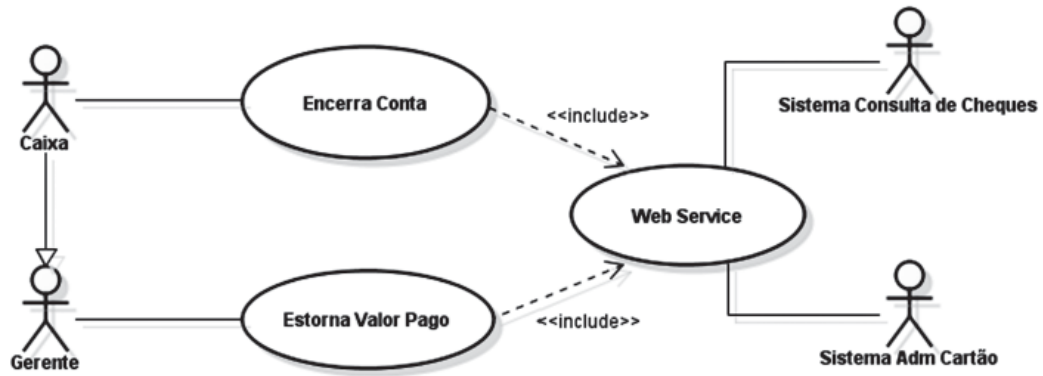 Caixa
Encerra Conta
<<include>>
Sistema Consulta de Cheques
Web Service
Gerente
Estorna Valor Pago
<<include>>
Sistema Adm Cartão